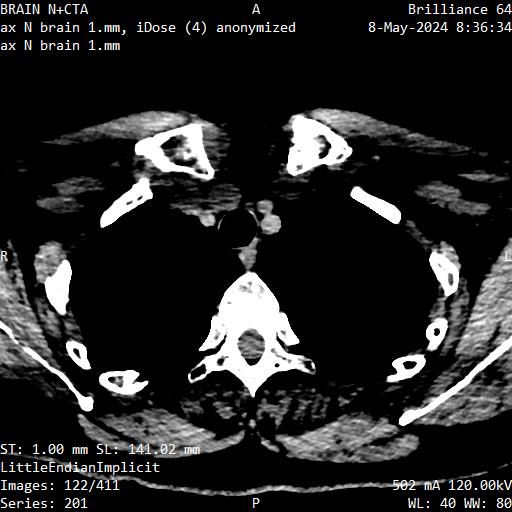 BRAIN N+CTA
A
Brilliance 64
ax N brain 1.mm, iDose (4) anonymized
8-May-2024 8:36:34
ax N brain 1.mm
R
L
ST: 1.00 mm SL: 141.02 mm
LittleEndianImplicit
Images: 122/411
502 mA 120.00kV
Series: 201
P
WL: 40 WW: 80